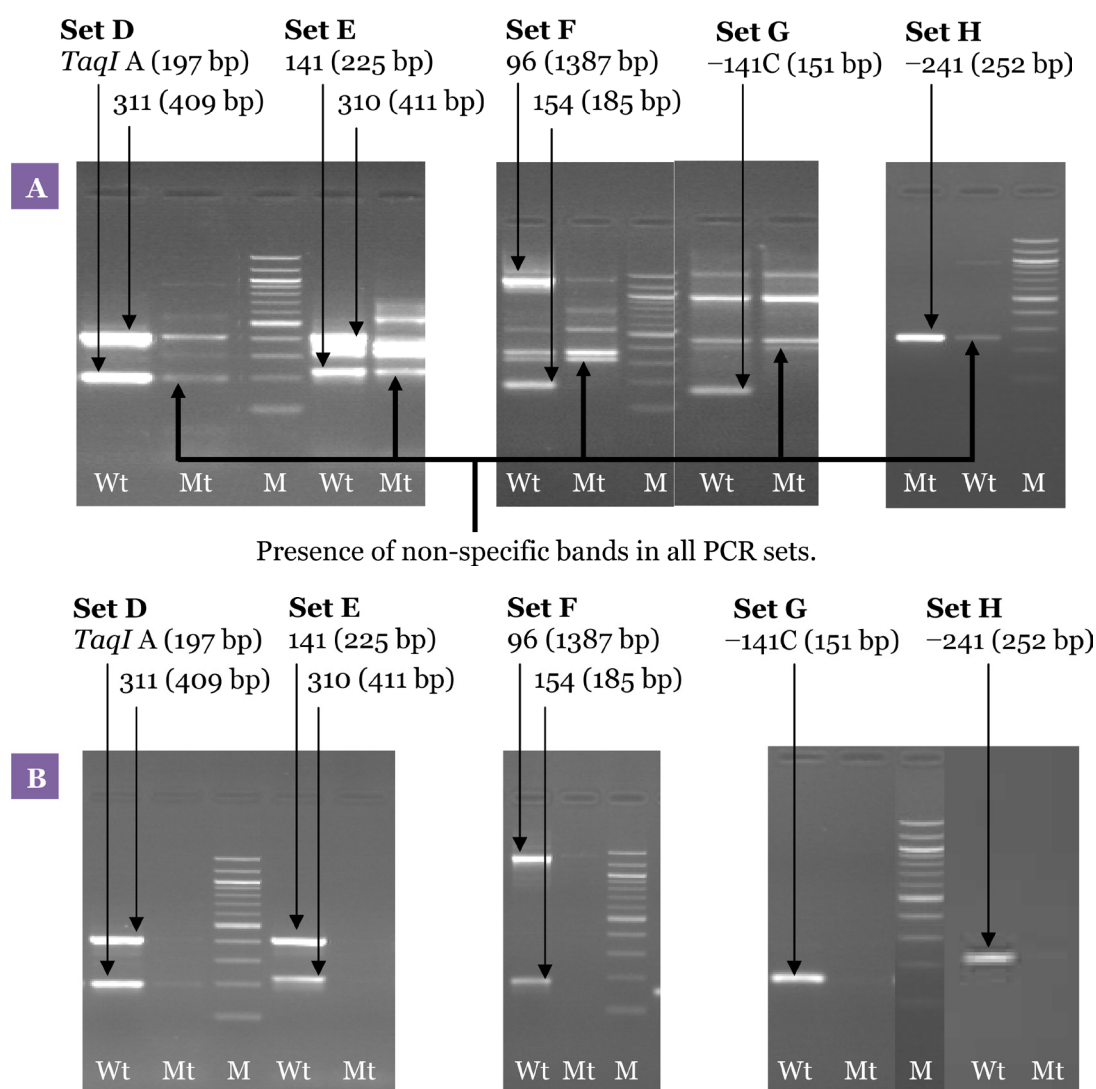 Set D Set E Set F Set G Set H
TaqI A (197 bp) 141 (225 bp) 96 (1387 bp) –141C (151 bp) –241 (252 bp)
311 (409 bp) 310 (411 bp) 154 (185 bp)
A
Wt Mt M Wt Mt Wt Mt M Wt Mt Mt Wt M
Presence of non-specific bands in all PCR sets.
Set D Set E Set F Set G Set H
TaqI A (197 bp) 141 (225 bp) 96 (1387 bp) –141C (151 bp) –241 (252 bp)
311 (409 bp) 310 (411 bp) 154 (185 bp)
B
Wt Mt M Wt Mt Wt Mt M Wt Mt M Wt Mt